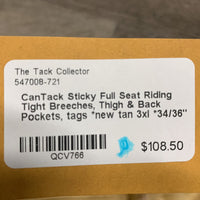 The Tack Collector
547008-721
CanTack Sticky Full Seat Riding
Tight Breeches, Thigh & Back
Pockets, tags *new tan 3xl *34/36"
QCV766
$108.50